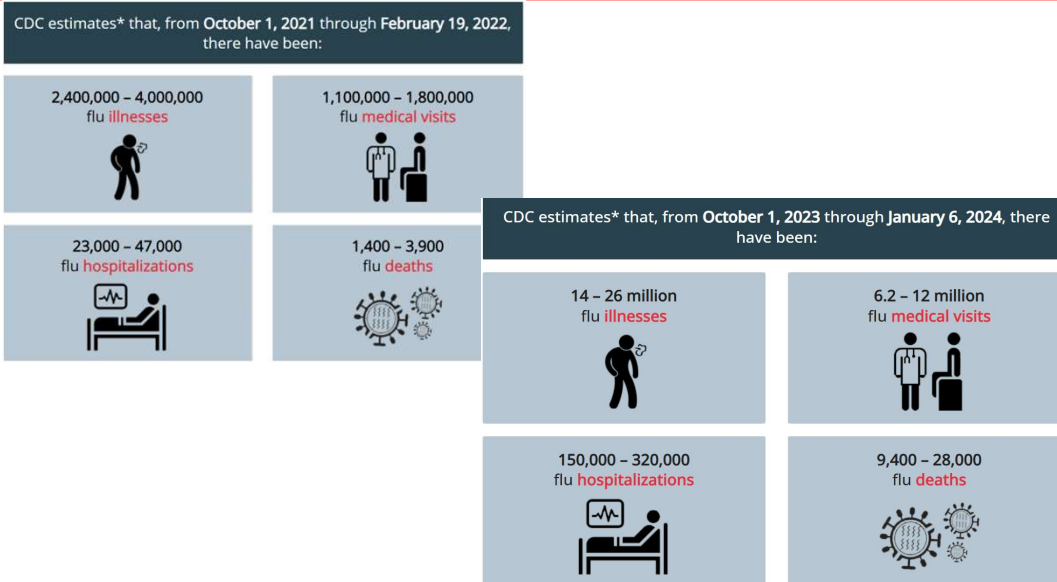 CDC estimates* that, from October 1, 2021 through February 19, 2022,
there have been:
2,400,000 – 4,000,000
flu illnesses
1,100,000 – 1,800,000
flu medical visits
23,000 – 47,000
flu hospitalizations
1,400 – 3,900
flu deaths
CDC estimates* that, from October 1, 2023 through January 6, 2024, there
have been:
14 – 26 million
flu illnesses
6.2 – 12 million
flu medical visits
150,000 – 320,000
flu hospitalizations
9,400 – 28,000
flu deaths